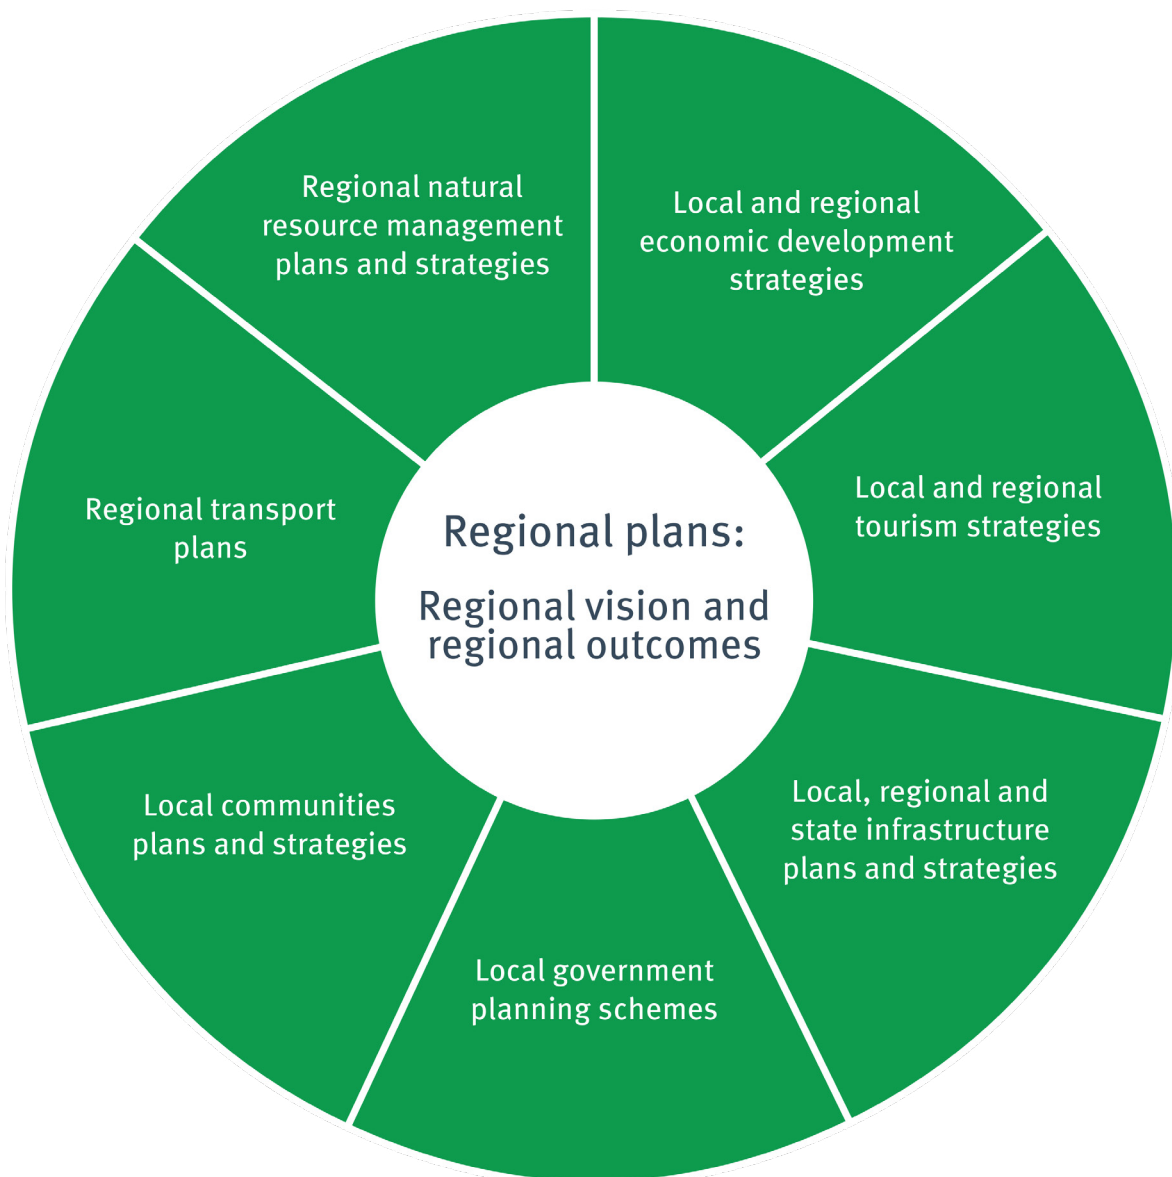 Regional natural
resource management
plans and strategies
Local and regional
economic development
strategies
Local and regional
tourism strategies
Regional transport
plans
Regional plans:
Regional vision and
regional outcomes
Local, regional and
state infrastructure
plans and strategies
Local communities
plans and strategies
Local government
planning schemes